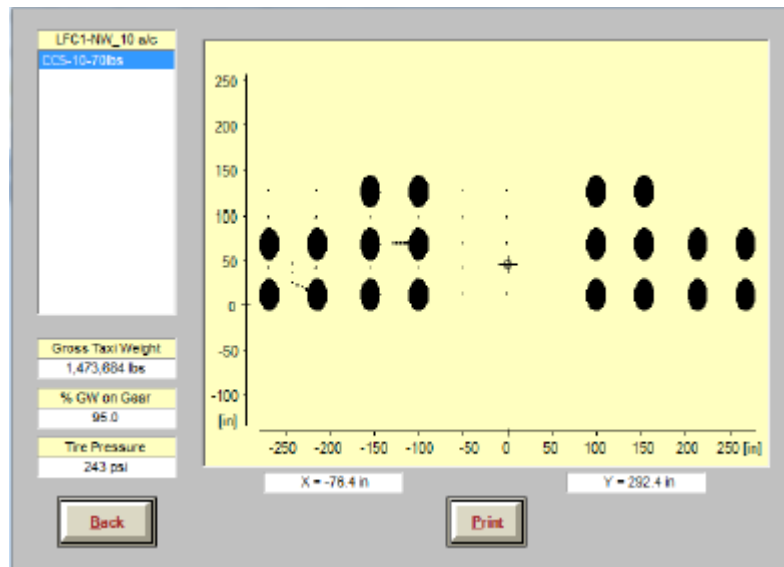 LFC1-NW_10 a/c
CC5-10-70lbs
Gross Taxi Weight
1,473,684 lbs
% GW on Gear
95.0
Tire Pressure
243 psi
Back
250
200
150
100
50
0
-50
-100
[in]
-250 -200 -150 -100 -50 0 50 100 150 200 250 [in]
X = -76.4 in
Y = 292.4 in
Print